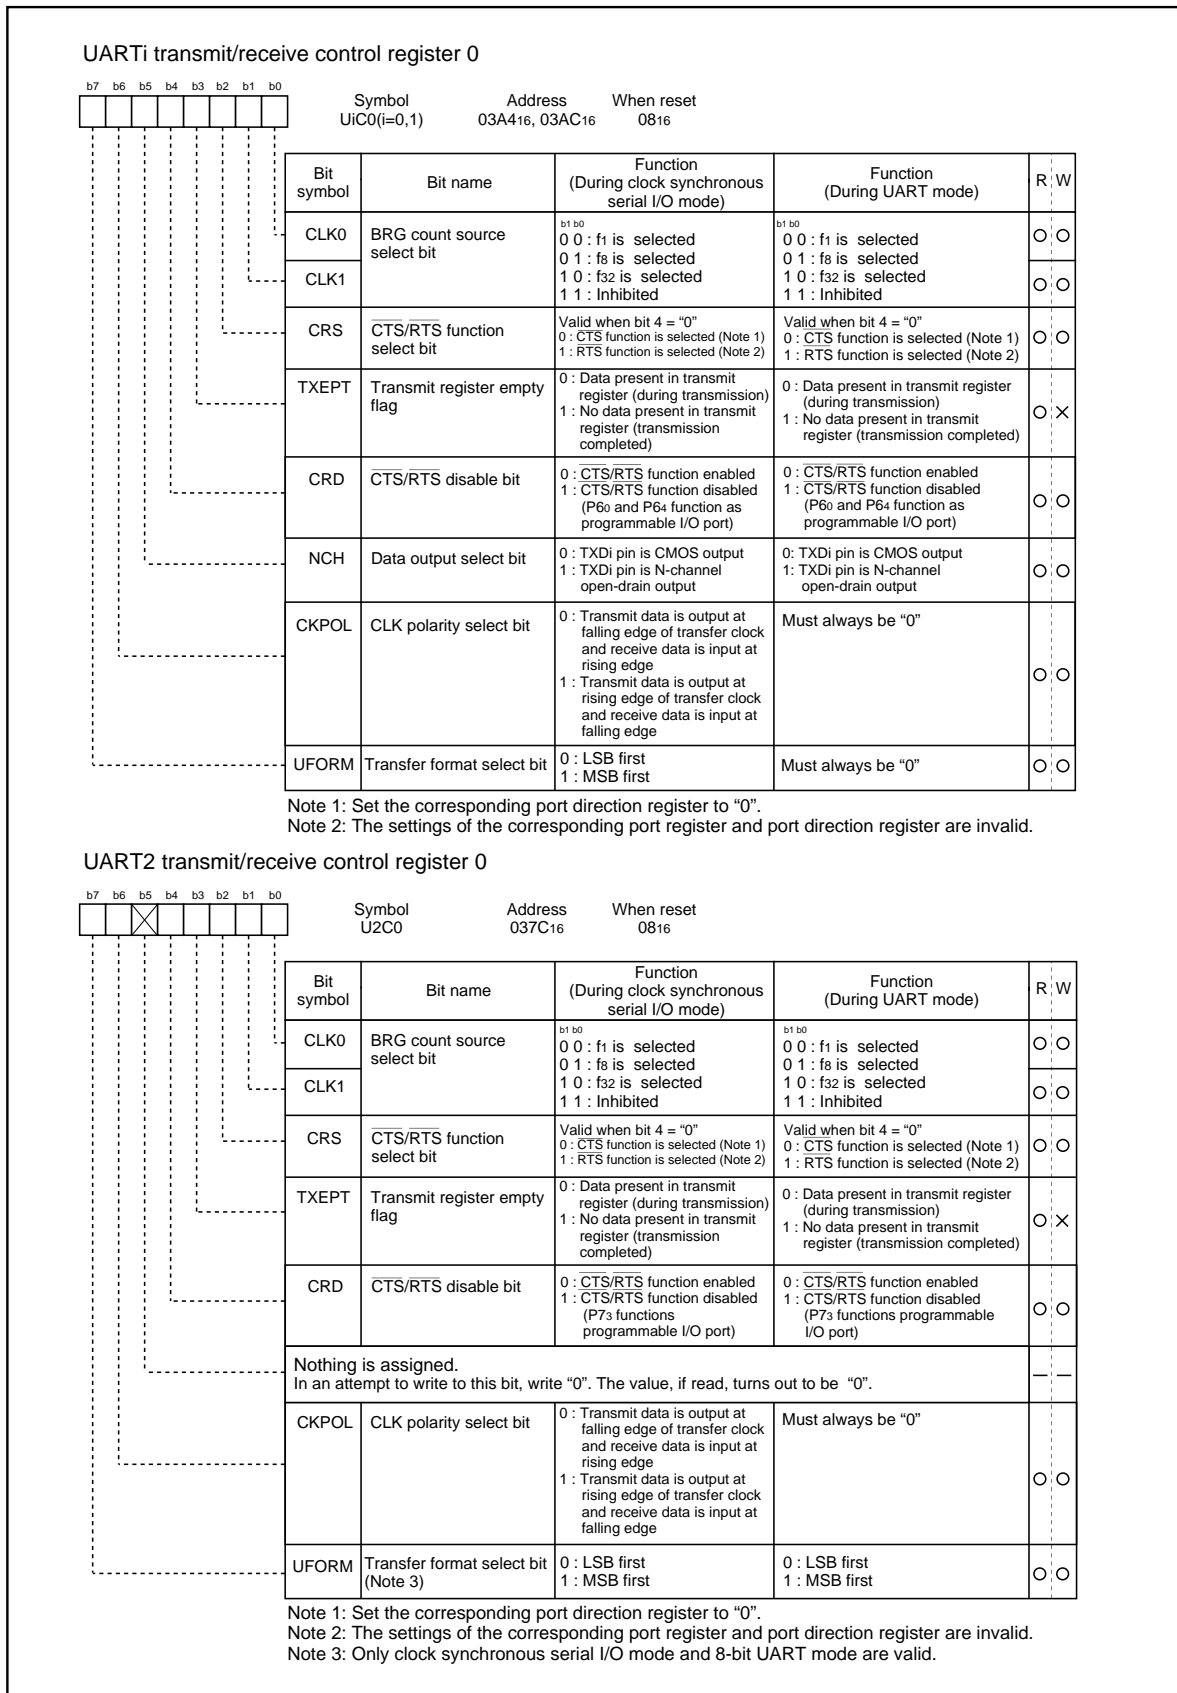 UARTi transmit/receive control register 0
b7 b6 b5 b4 b3 b2 b1 b0
Symbol Address When reset
UiC0(i=0,1) 03A416, 03AC16 0816
Bit symbol
Bit name
Function
(During clock synchronous
serial I/O mode)
Function
(During UART mode)
R W
CLK0
CLK1
BRG count source
select bit
b1 b0
0 0 : f1 is selected
0 1 : f8 is selected
1 0 : f32 is selected
1 1 : Inhibited
b1 b0
0 0 : f1 is selected
0 1 : f8 is selected
1 0 : f32 is selected
1 1 : Inhibited
CRS
CTS/RTS function
select bit
Valid when bit 4 = “0”
0 : CTS function is selected (Note 1)
1 : RTS function is selected (Note 2)
Valid when bit 4 = “0”
0 : CTS function is selected (Note 1)
1 : RTS function is selected (Note 2)
TXEPT
Transmit register empty
flag
0 : Data present in transmit
register (during transmission)
1 : No data present in transmit
register (transmission
completed)
0 : Data present in transmit register
(during transmission)
1 : No data present in transmit
register (transmission completed)
CRD
CTS/RTS disable bit
0 : CTS/RTS function enabled
1 : CTS/RTS function disabled
(P60 and P64 function as
programmable I/O port)
0 : CTS/RTS function enabled
1 : CTS/RTS function disabled
(P60 and P64 function as
programmable I/O port)
NCH
Data output select bit
0 : TXDi pin is CMOS output
1 : TXDi pin is N-channel
open-drain output
0: TXDi pin is CMOS output
1: TXDi pin is N-channel
open-drain output
CKPOL
CLK polarity select bit
0 : Transmit data is output at
falling edge of transfer clock
and receive data is input at
rising edge
1 : Transmit data is output at
rising edge of transfer clock
and receive data is input at
falling edge
Must always be “0”
UFORM
Transfer format select bit
0 : LSB first
1 : MSB first
Must always be “0”
Note 1: Set the corresponding port direction register to “0”.
Note 2: The settings of the corresponding port register and port direction register are invalid.
UART2 transmit/receive control register 0
b7 b6 b5 b4 b3 b2 b1 b0
Symbol Address When reset
U2C0 037C16 0816
Bit symbol
Bit name
Function
(During clock synchronous
serial I/O mode)
Function
(During UART mode)
R W
CLK0
CLK1
BRG count source
select bit
b1 b0
0 0 : f1 is selected
0 1 : f8 is selected
1 0 : f32 is selected
1 1 : Inhibited
b1 b0
0 0 : f1 is selected
0 1 : f8 is selected
1 0 : f32 is selected
1 1 : Inhibited
CRS
CTS/RTS function
select bit
Valid when bit 4 = “0”
0 : CTS function is selected (Note 1)
1 : RTS function is selected (Note 2)
Valid when bit 4 = “0”
0 : CTS function is selected (Note 1)
1 : RTS function is selected (Note 2)
TXEPT
Transmit register empty
flag
0 : Data present in transmit
register (during transmission)
1 : No data present in transmit
register (transmission
completed)
0 : Data present in transmit register
(during transmission)
1 : No data present in transmit
register (transmission completed)
CRD
CTS/RTS disable bit
0 : CTS/RTS function enabled
1 : CTS/RTS function disabled
(P73 functions
programmable I/O port)
0 : CTS/RTS function enabled
1 : CTS/RTS function disabled
(P73 functions programmable
I/O port)
Nothing is assigned.
In an attempt to write to this bit, write “0”. The value, if read, turns out to be “0”.
CKPOL
CLK polarity select bit
0 : Transmit data is output at
falling edge of transfer clock
and receive data is input at
rising edge
1 : Transmit data is output at
rising edge of transfer clock
and receive data is input at
falling edge
Must always be “0”
UFORM
Transfer format select bit
(Note 3)
0 : LSB first
1 : MSB first
0 : LSB first
1 : MSB first
Note 1: Set the corresponding port direction register to “0”.
Note 2: The settings of the corresponding port register and port direction register are invalid.
Note 3: Only clock synchronous serial I/O mode and 8-bit UART mode are valid.